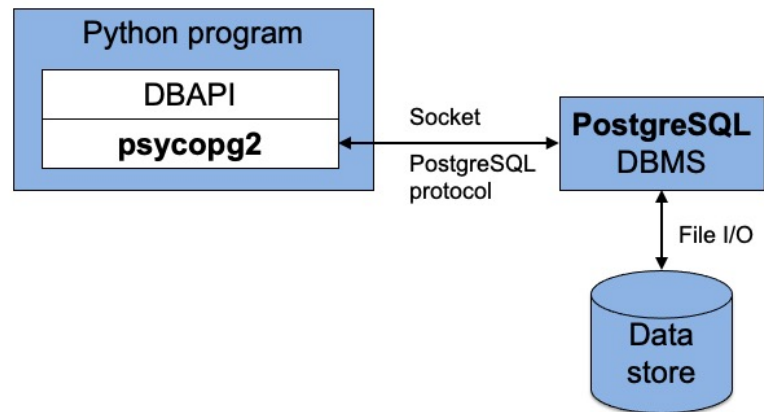 Python program
DBAPI
psycopg2
Socket
PostgreSQL
protocol
PostgreSQL
DBMS
File I/O
Data
store